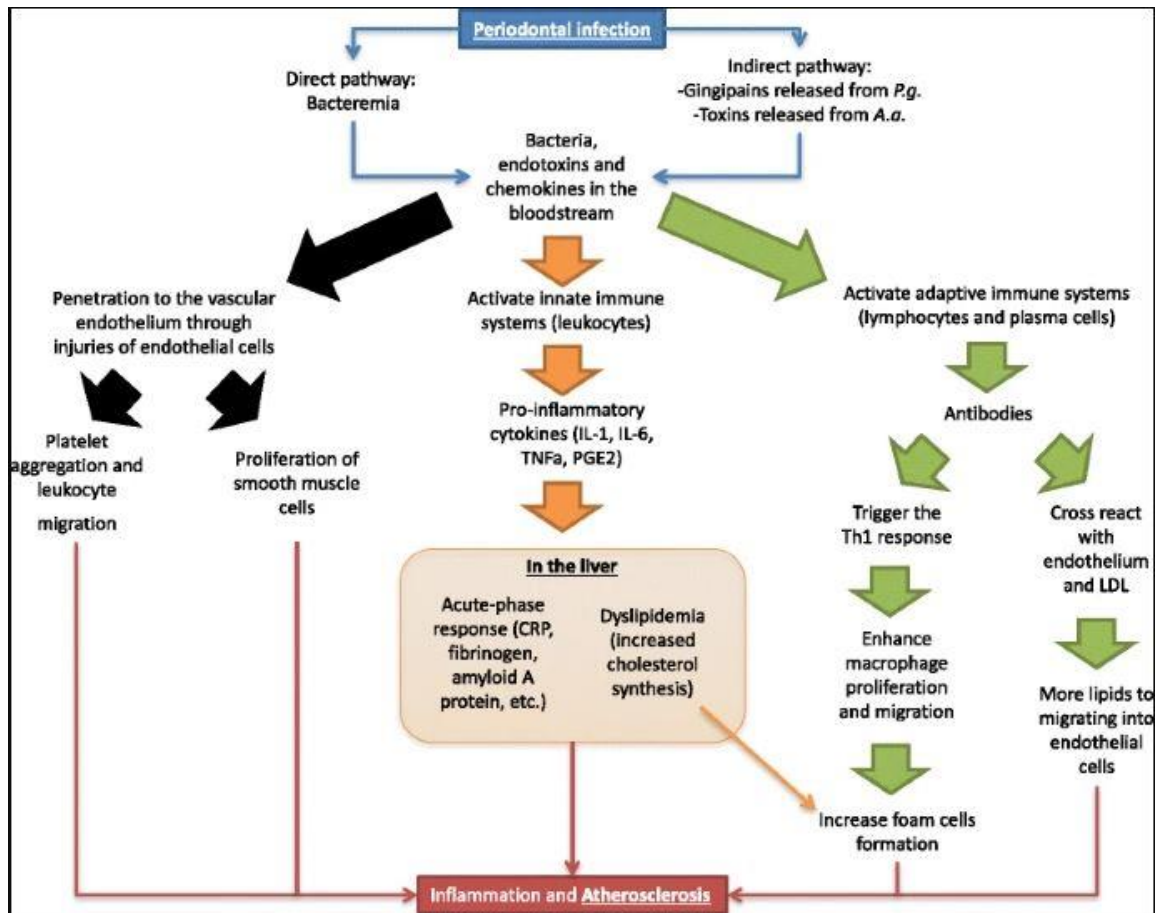 Periodontal infection
Direct pathway:
Bacteremia
Indirect pathway:
-Gingipains released from P.g.
-Toxins released from A.a.
Bacteria,
endotoxins and
chemokines in the
bloodstream
Penetration to the vascular
endothelium through
injuries of endothelial cells
Activate innate immune
systems (leukocytes)
Activate adaptive immune systems
(lymphocytes and plasma cells)
Platelet
aggregation and
leukocyte
migration
Proliferation of
smooth muscle
cells
Pro-inflammatory
cytokines (IL-1, IL-6,
TNFa, PGE2)
Antibodies
Trigger the
Th1 response
Cross react
with
endothelium
and LDL
In the liver
Acute-phase
response (CRP,
fibrinogen,
amyloid A
protein, etc.)
Dyslipidemia
(increased
cholesterol
synthesis)
Enhance
macrophage
proliferation
and migration
More lipids to
migrating into
endothelial
cells
Increase foam cells
formation
Inflammation and Atherosclerosis